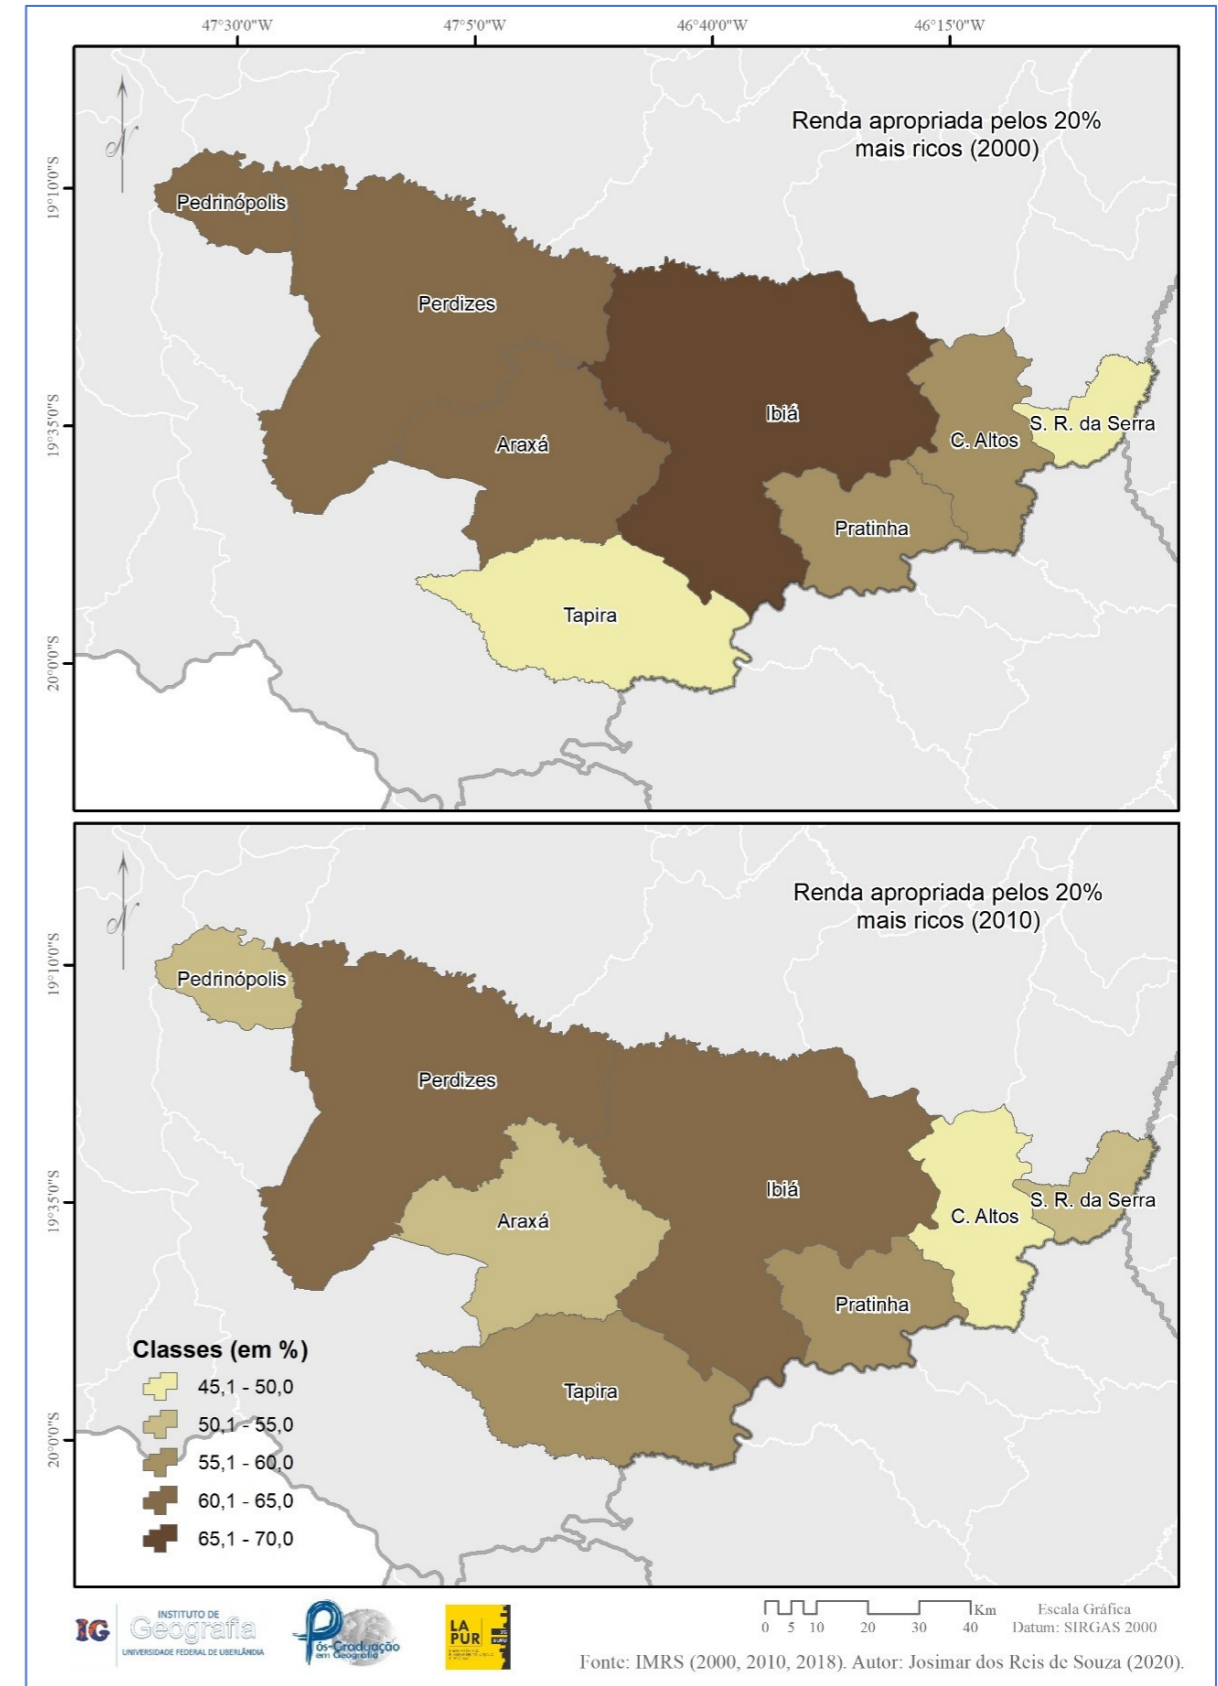 47°30'0"W
47°5'0"W
46°40'0"W
46°15'0"W
Renda apropriada pelos 20%
mais ricos (2000)
N
19°10'0"S
19°35'0"S
20°0'0"S
Pedrinópolis
Perdizes
Ibiá
Araxá
C. Altos
S. R. da Serra
Pratinha
Tapira
Renda apropriada pelos 20%
mais ricos (2010)
N
19°10'0"S
19°35'0"S
20°0'0"S
Pedrinópolis
Perdizes
Ibiá
Araxá
C. Altos
S. R. da Serra
Pratinha
Tapira
Classes (em %)
45,1 - 50,0
50,1 - 55,0
55,1 - 60,0
60,1 - 65,0
65,1 - 70,0
IG
INSTITUTO DE
Geografia
UNIVERSIDADE FEDERAL DE UBERLÂNDIA
Pós-Graduação
em Geografia
LA
PUR
0 5 10 20 30 40 Km
Escala Gráfica
Datum: SIRGAS 2000
Fonte: IMRS (2000, 2010, 2018). Autor: Josimar dos Reis de Souza (2020).